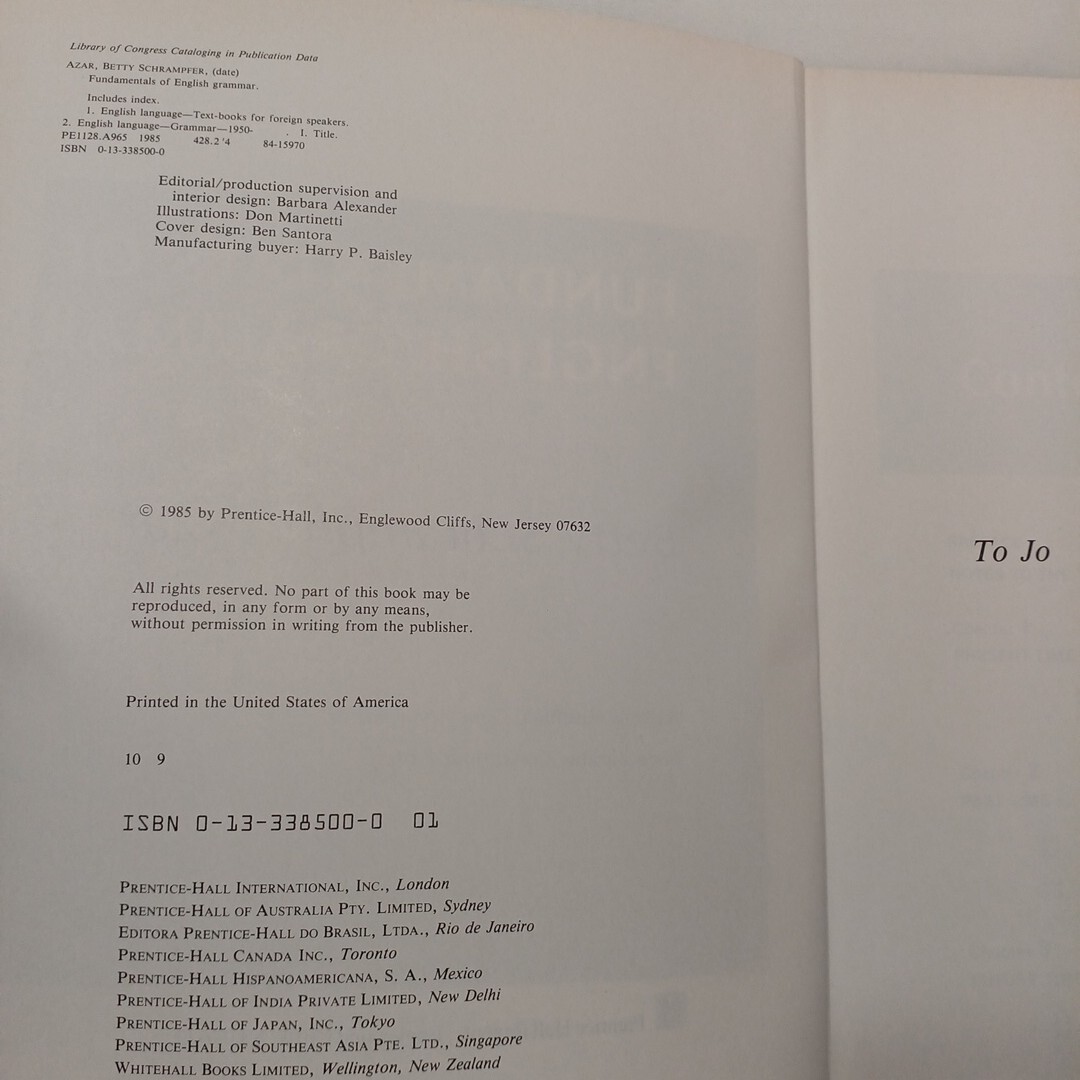 Library of Congress Cataloging in Publication Data
AZAR, BETTY SCHRAMPFER, (date)
Fundamentals of English grammar.
Includes index.
1. English language—Text-books for foreign speakers.
2. English language—Grammar—1950- . I. Title.
PE1128.A965 1985 428.2'4 84-15970
ISBN 0-13-338500-0
Editorial/production supervision and
interior design: Barbara Alexander
Illustrations: Don Martinetti
Cover design: Ben Santora
Manufacturing buyer: Harry P. Baisley
© 1985 by Prentice-Hall, Inc., Englewood Cliffs, New Jersey 07632
All rights reserved. No part of this book may be
reproduced, in any form or by any means,
without permission in writing from the publisher.
Printed in the United States of America
10 9
ISBN 0-13-338500-0 01
PRENTICE-HALL INTERNATIONAL, INC., London
PRENTICE-HALL OF AUSTRALIA PTY. LIMITED, Sydney
EDITORA PRENTICE-HALL DO BRASIL, LTDA., Rio de Janeiro
PRENTICE-HALL CANADA INC., Toronto
PRENTICE-HALL HISPANOAMERICANA, S. A., Mexico
PRENTICE-HALL OF INDIA PRIVATE LIMITED, New Delhi
PRENTICE-HALL OF JAPAN, INC., Tokyo
PRENTICE-HALL OF SOUTHEAST ASIA PTE. LTD., Singapore
WHITEHALL BOOKS LIMITED, Wellington, New Zealand
To Jo